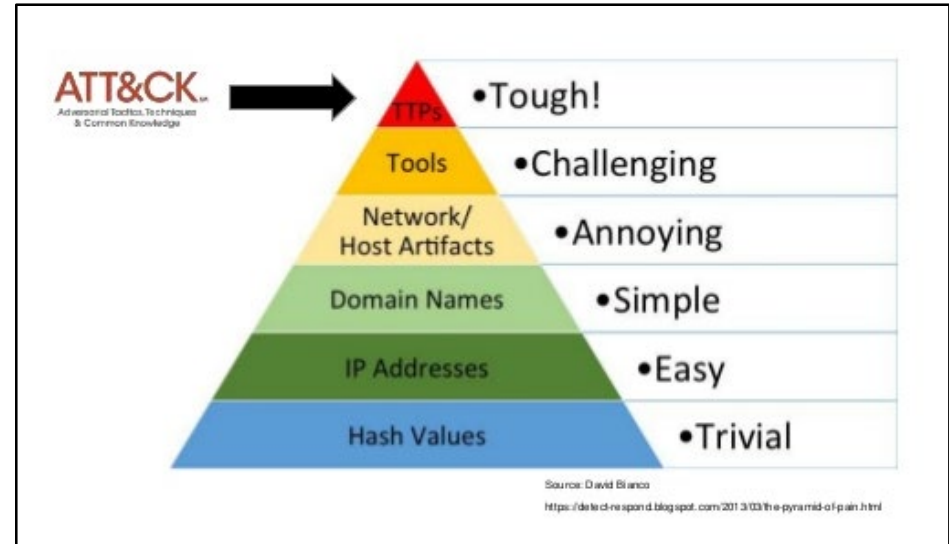 ATT&CK
Adversarial Tactics, Techniques
& Common Knowledge
TTPs
•Tough!
Tools
•Challenging
Network/
Host Artifacts
•Annoying
Domain Names
•Simple
IP Addresses
•Easy
Hash Values
•Trivial
Source: David Bianco
https://detect-respond.blogspot.com/2013/03/the-pyramid-of-pain.html